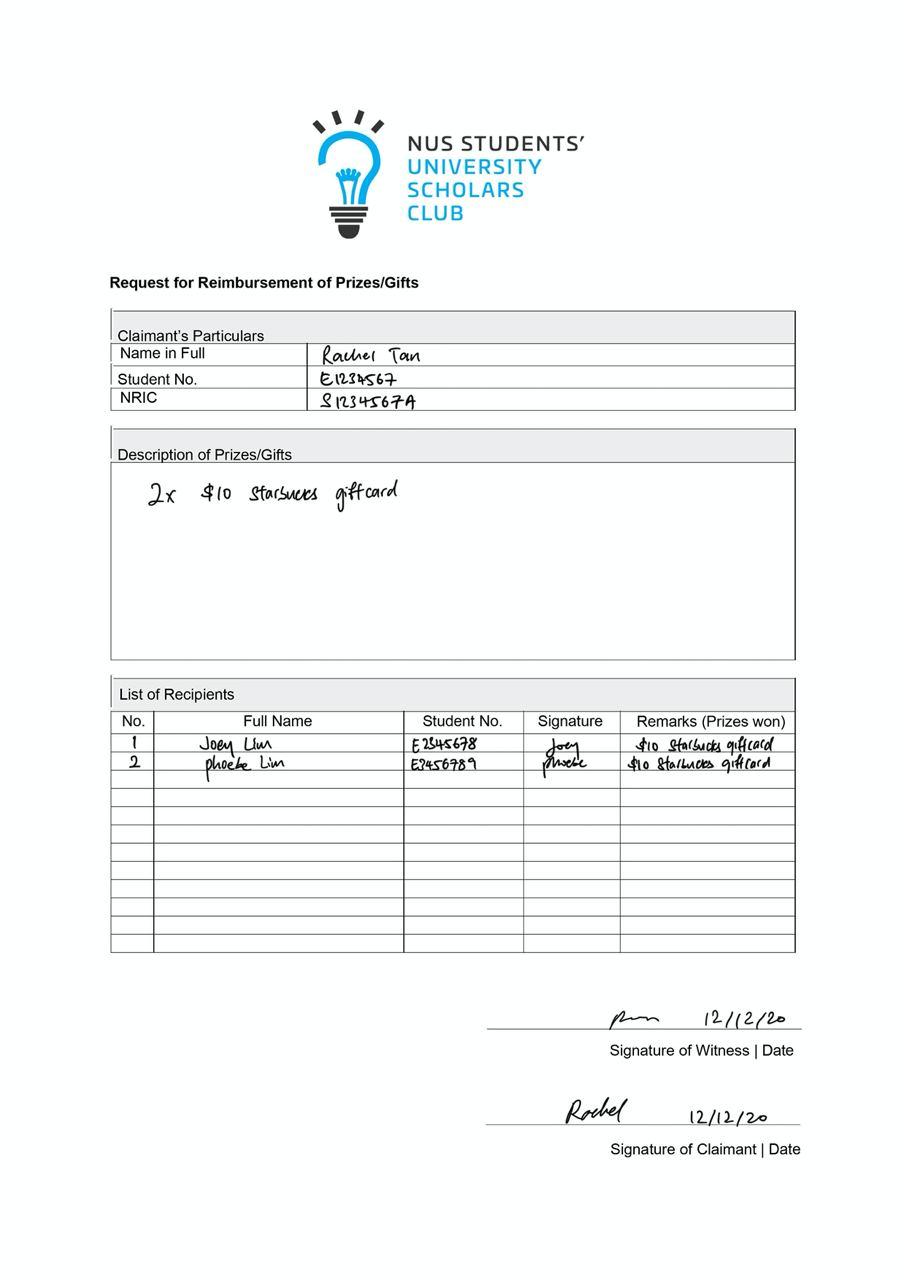 NUS STUDENTS'
UNIVERSITY
SCHOLARS
CLUB
Request for Reimbursement of Prizes/Gifts
Claimant's Particulars
Name in Full Rachel Tan
Student No. E1234567
NRIC S1234567A
Description of Prizes/Gifts
2x $10 Starbucks giftcard
List of Recipients
No. Full Name Student No. Signature Remarks (Prizes won)
1 Joey Lim E2345678 Joey $10 Starbucks giftcard
2 phoebe Lim E3456789 phoebe $10 Starbucks giftcard
12/12/20
Signature of Witness | Date
Rachel 12/12/20
Signature of Claimant | Date